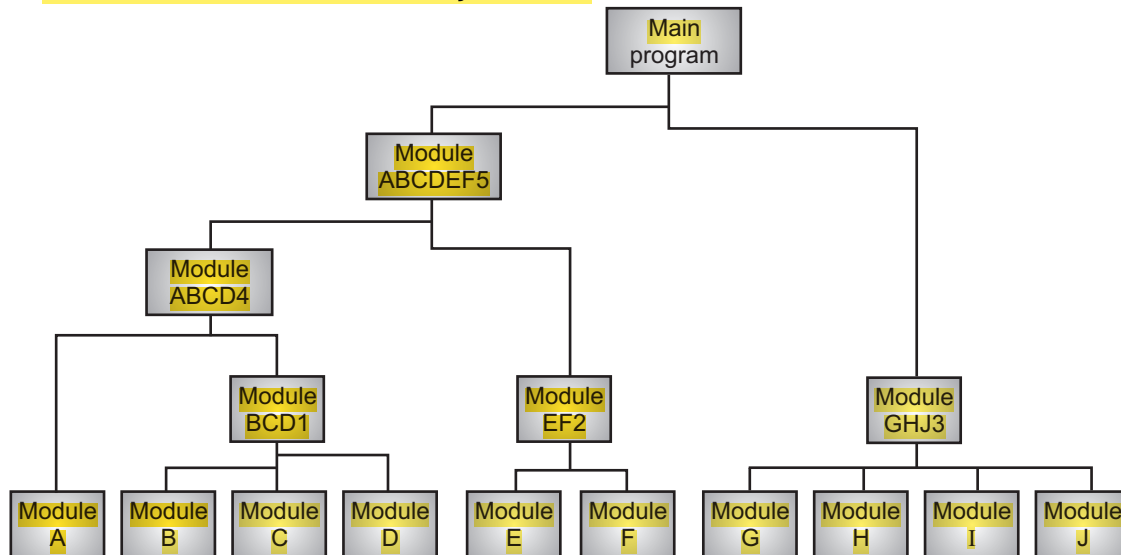 Main
program
Module
ABCDEF5
Module
ABCD4
Module
BCD1
Module
EF2
Module
GHJ3
Module
A
Module
B
Module
C
Module
D
Module
E
Module
F
Module
G
Module
H
Module
I
Module
J